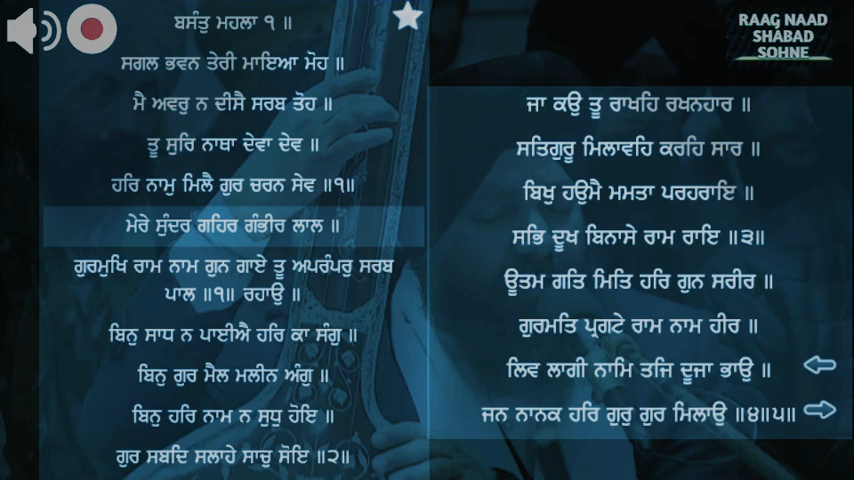 ਬਸੰਤੁ ਮਹਲਾ ੧ ॥
ਸਗਲ ਭਵਨ ਤੇਰੀ ਮਾਇਆ ਮੋਹ ॥
ਮੈ ਅਵਰੁ ਨ ਦੀਸੈ ਸਰਬ ਤੋਹ ॥
ਤੂ ਸੁਰਿ ਨਾਥਾ ਦੇਵਾ ਦੇਵ ॥
ਹਰਿ ਨਾਮੁ ਮਿਲੈ ਗੁਰ ਚਰਨ ਸੇਵ ॥੧॥
ਮੇਰੇ ਸੁੰਦਰ ਗਹਿਰ ਗੰਭੀਰ ਲਾਲ ॥
ਗੁਰਮੁਖਿ ਰਾਮ ਨਾਮ ਗੁਨ ਗਾਏ ਤੂ ਅਪਰੰਪਰੁ ਸਰਬ
ਪਾਲ ॥੧॥ ਰਹਾਉ ॥
ਬਿਨੁ ਸਾਧ ਨ ਪਾਈਐ ਹਰਿ ਕਾ ਸੰਗੁ ॥
ਬਿਨੁ ਗੁਰ ਮੈਲ ਮਲੀਨ ਅੰਗੁ ॥
ਬਿਨੁ ਹਰਿ ਨਾਮ ਨ ਸੁਧੁ ਹੋਇ ॥
ਗੁਰ ਸਬਦਿ ਸਲਾਹੇ ਸਾਚੁ ਸੋਇ ॥੨॥
RAAG NAAD
SHABAD
SOHNE
ਜਾ ਕਉ ਤੂ ਰਾਖਹਿ ਰਖਨਹਾਰ ॥
ਸਤਿਗੁਰੂ ਮਿਲਾਵਹਿ ਕਰਹਿ ਸਾਰ ॥
ਬਿਖੁ ਹਉਮੈ ਮਮਤਾ ਪਰਹਰਾਇ ॥
ਸਭਿ ਦੂਖ ਬਿਨਾਸੇ ਰਾਮ ਰਾਇ ॥੩॥
ਊਤਮ ਗਤਿ ਮਿਤਿ ਹਰਿ ਗੁਨ ਸਰੀਰ ॥
ਗੁਰਮਤਿ ਪ੍ਰਗਟੇ ਰਾਮ ਨਾਮ ਹੀਰ ॥
ਲਿਵ ਲਾਗੀ ਨਾਮਿ ਤਜਿ ਦੂਜਾ ਭਾਉ ॥
ਜਨ ਨਾਨਕ ਹਰਿ ਗੁਰੁ ਗੁਰ ਮਿਲਾਉ ॥੪॥੫॥